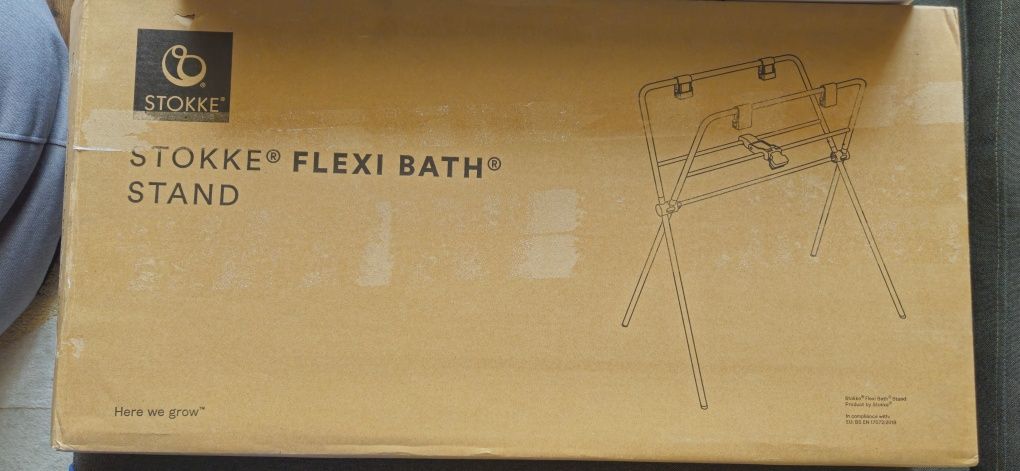 STOKKE®
STOKKE® FLEXI BATH®
STAND
Here we grow™
Stokke® Flexi Bath® Stand
Product by Stokke®
In compliance with:
EU: BS EN 17072:2018